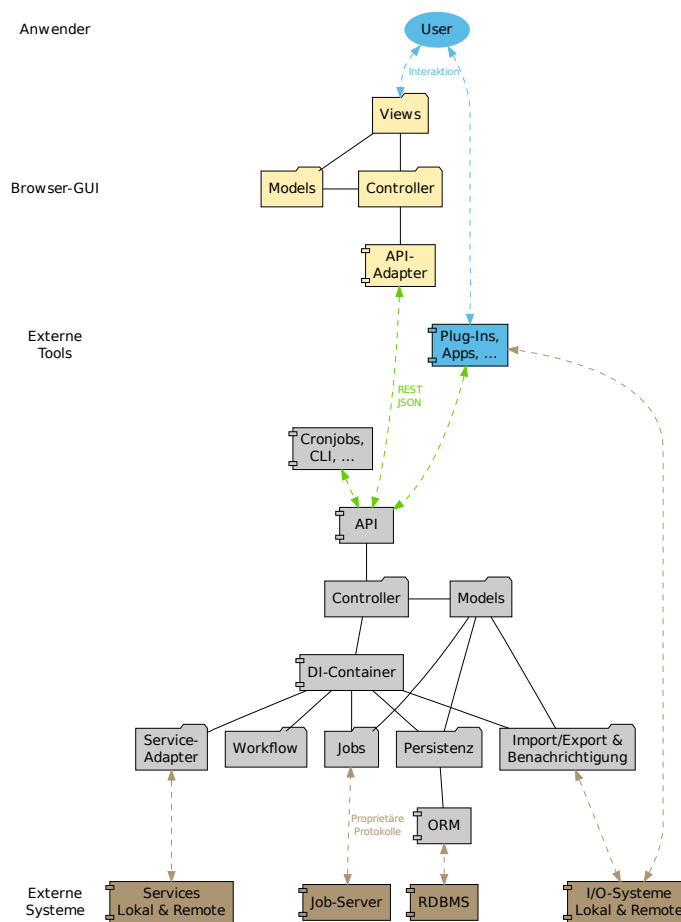 Anwender
User
Interaktion
Views
Browser-GUI
Models
Controller
API-
Adapter
Externe
Tools
Plug-Ins,
Apps, ...
REST
JSON
Cronjobs,
CLI, ...
API
Controller
Models
DI-Container
Service-
Adapter
Workflow
Jobs
Persistenz
Import/Export &
Benachrichtigung
Proprietäre
Protokolle
ORM
Externe
Systeme
Services
Lokal & Remote
Job-Server
RDBMS
I/O-Systeme
Lokal & Remote